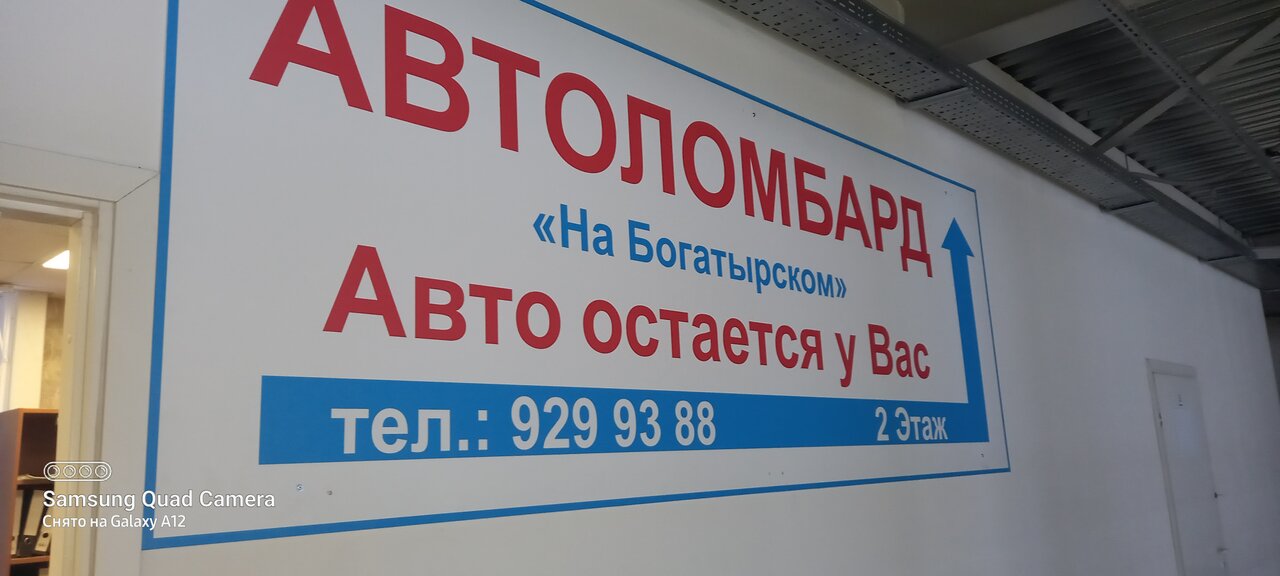 АВТОЛОМБАРД
«На Богатырском»
Авто остается у Вас
тел.: 929 93 88 2 Этаж
Samsung Quad Camera
Снято на Galaxy A12